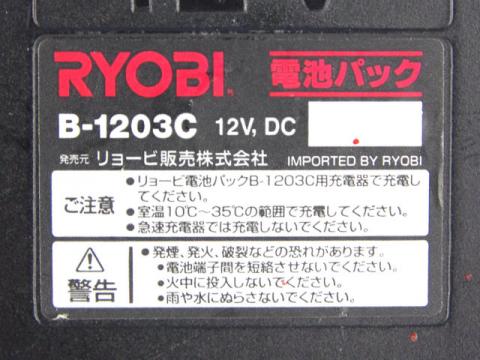 RYOBI 電池パック
B-1203C 12V, DC
発売元 リョービ販売株式会社 IMPORTED BY RYOBI
ご注意
●リョービ電池パックB-1203C用充電器で充電し
てください。
●室温10℃〜35℃の範囲で充電してください。
●急速充電器では充電しないでください。
警告
●発煙、発火、破裂などの恐れがあります。
●電池端子間を短絡させないでください。
●火中に投入しないでください。
●雨や水にぬらさないでください。